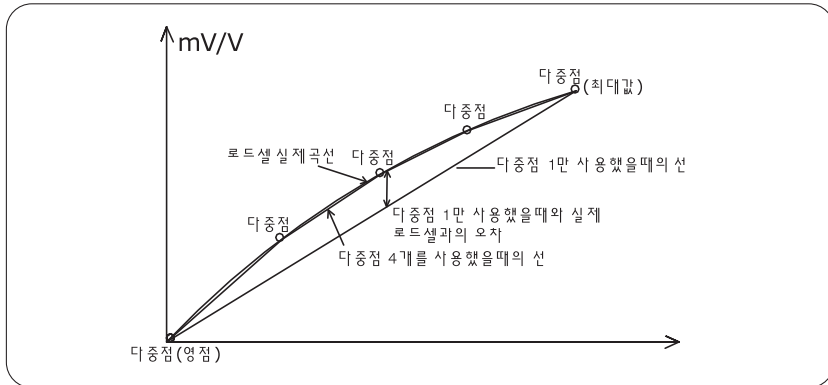 mV/V
다중점
(최대값)
다중점
로드셀실제곡선
다중점
다중점 1만 사용했을때의 선
다중점
다중점 1만 사용했을때와 실제
로드셀과의 오차
다중점 4개를 사용했을때의 선
다중점(영점)